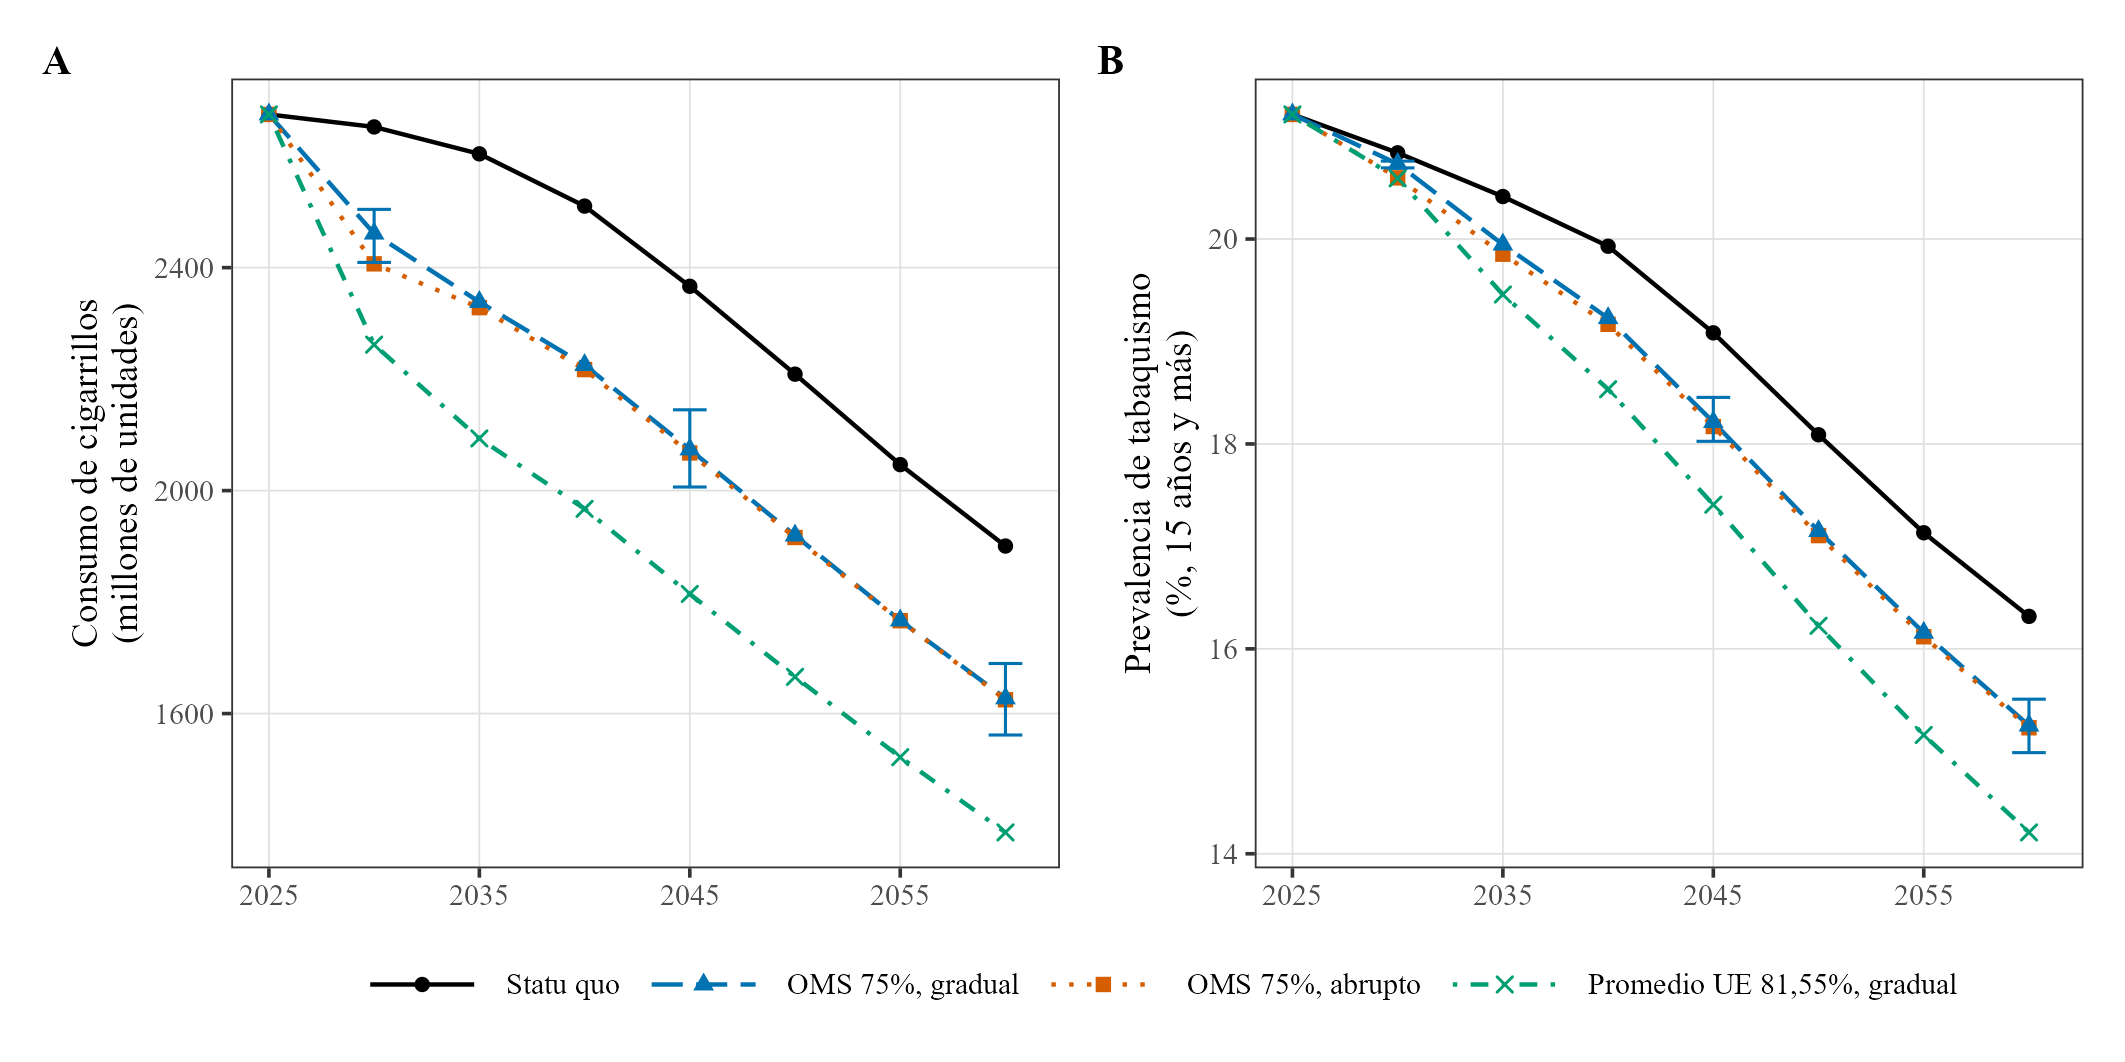 A
Consumo de cigarrillos
(millones de unidades)
2400
2000
1600
2025
2035
2045
2055
B
Prevalencia de tabaquismo
(%, 15 años y más)
20
18
16
14
2025
2035
2045
2055
Statu quo
OMS 75%, gradual
OMS 75%, abrupto
Promedio UE 81,55%, gradual